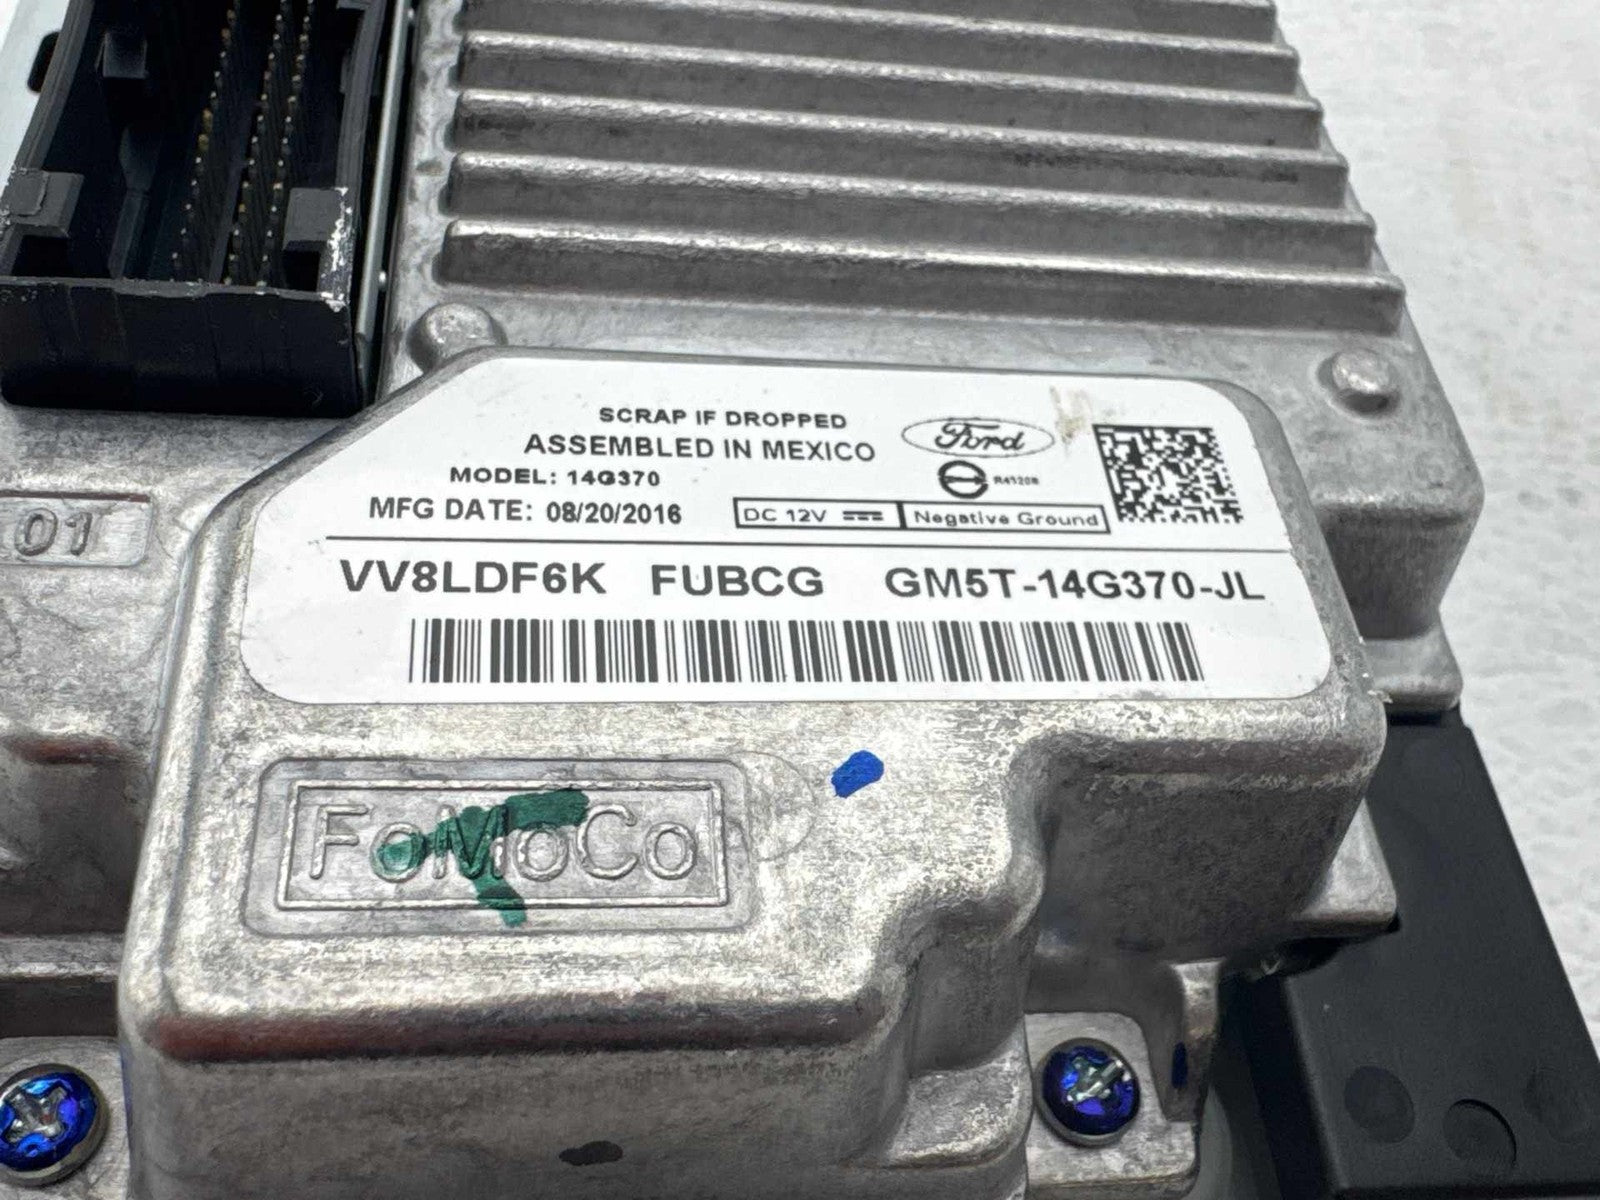 SCRAP IF DROPPED
ASSEMBLED IN MEXICO
Ford
MODEL: 14G370
MFG DATE: 08/20/2016
DC 12V
Negative Ground
VV8LDF6K FUBCG GM5T-14G370-JL
01
FoMoCo